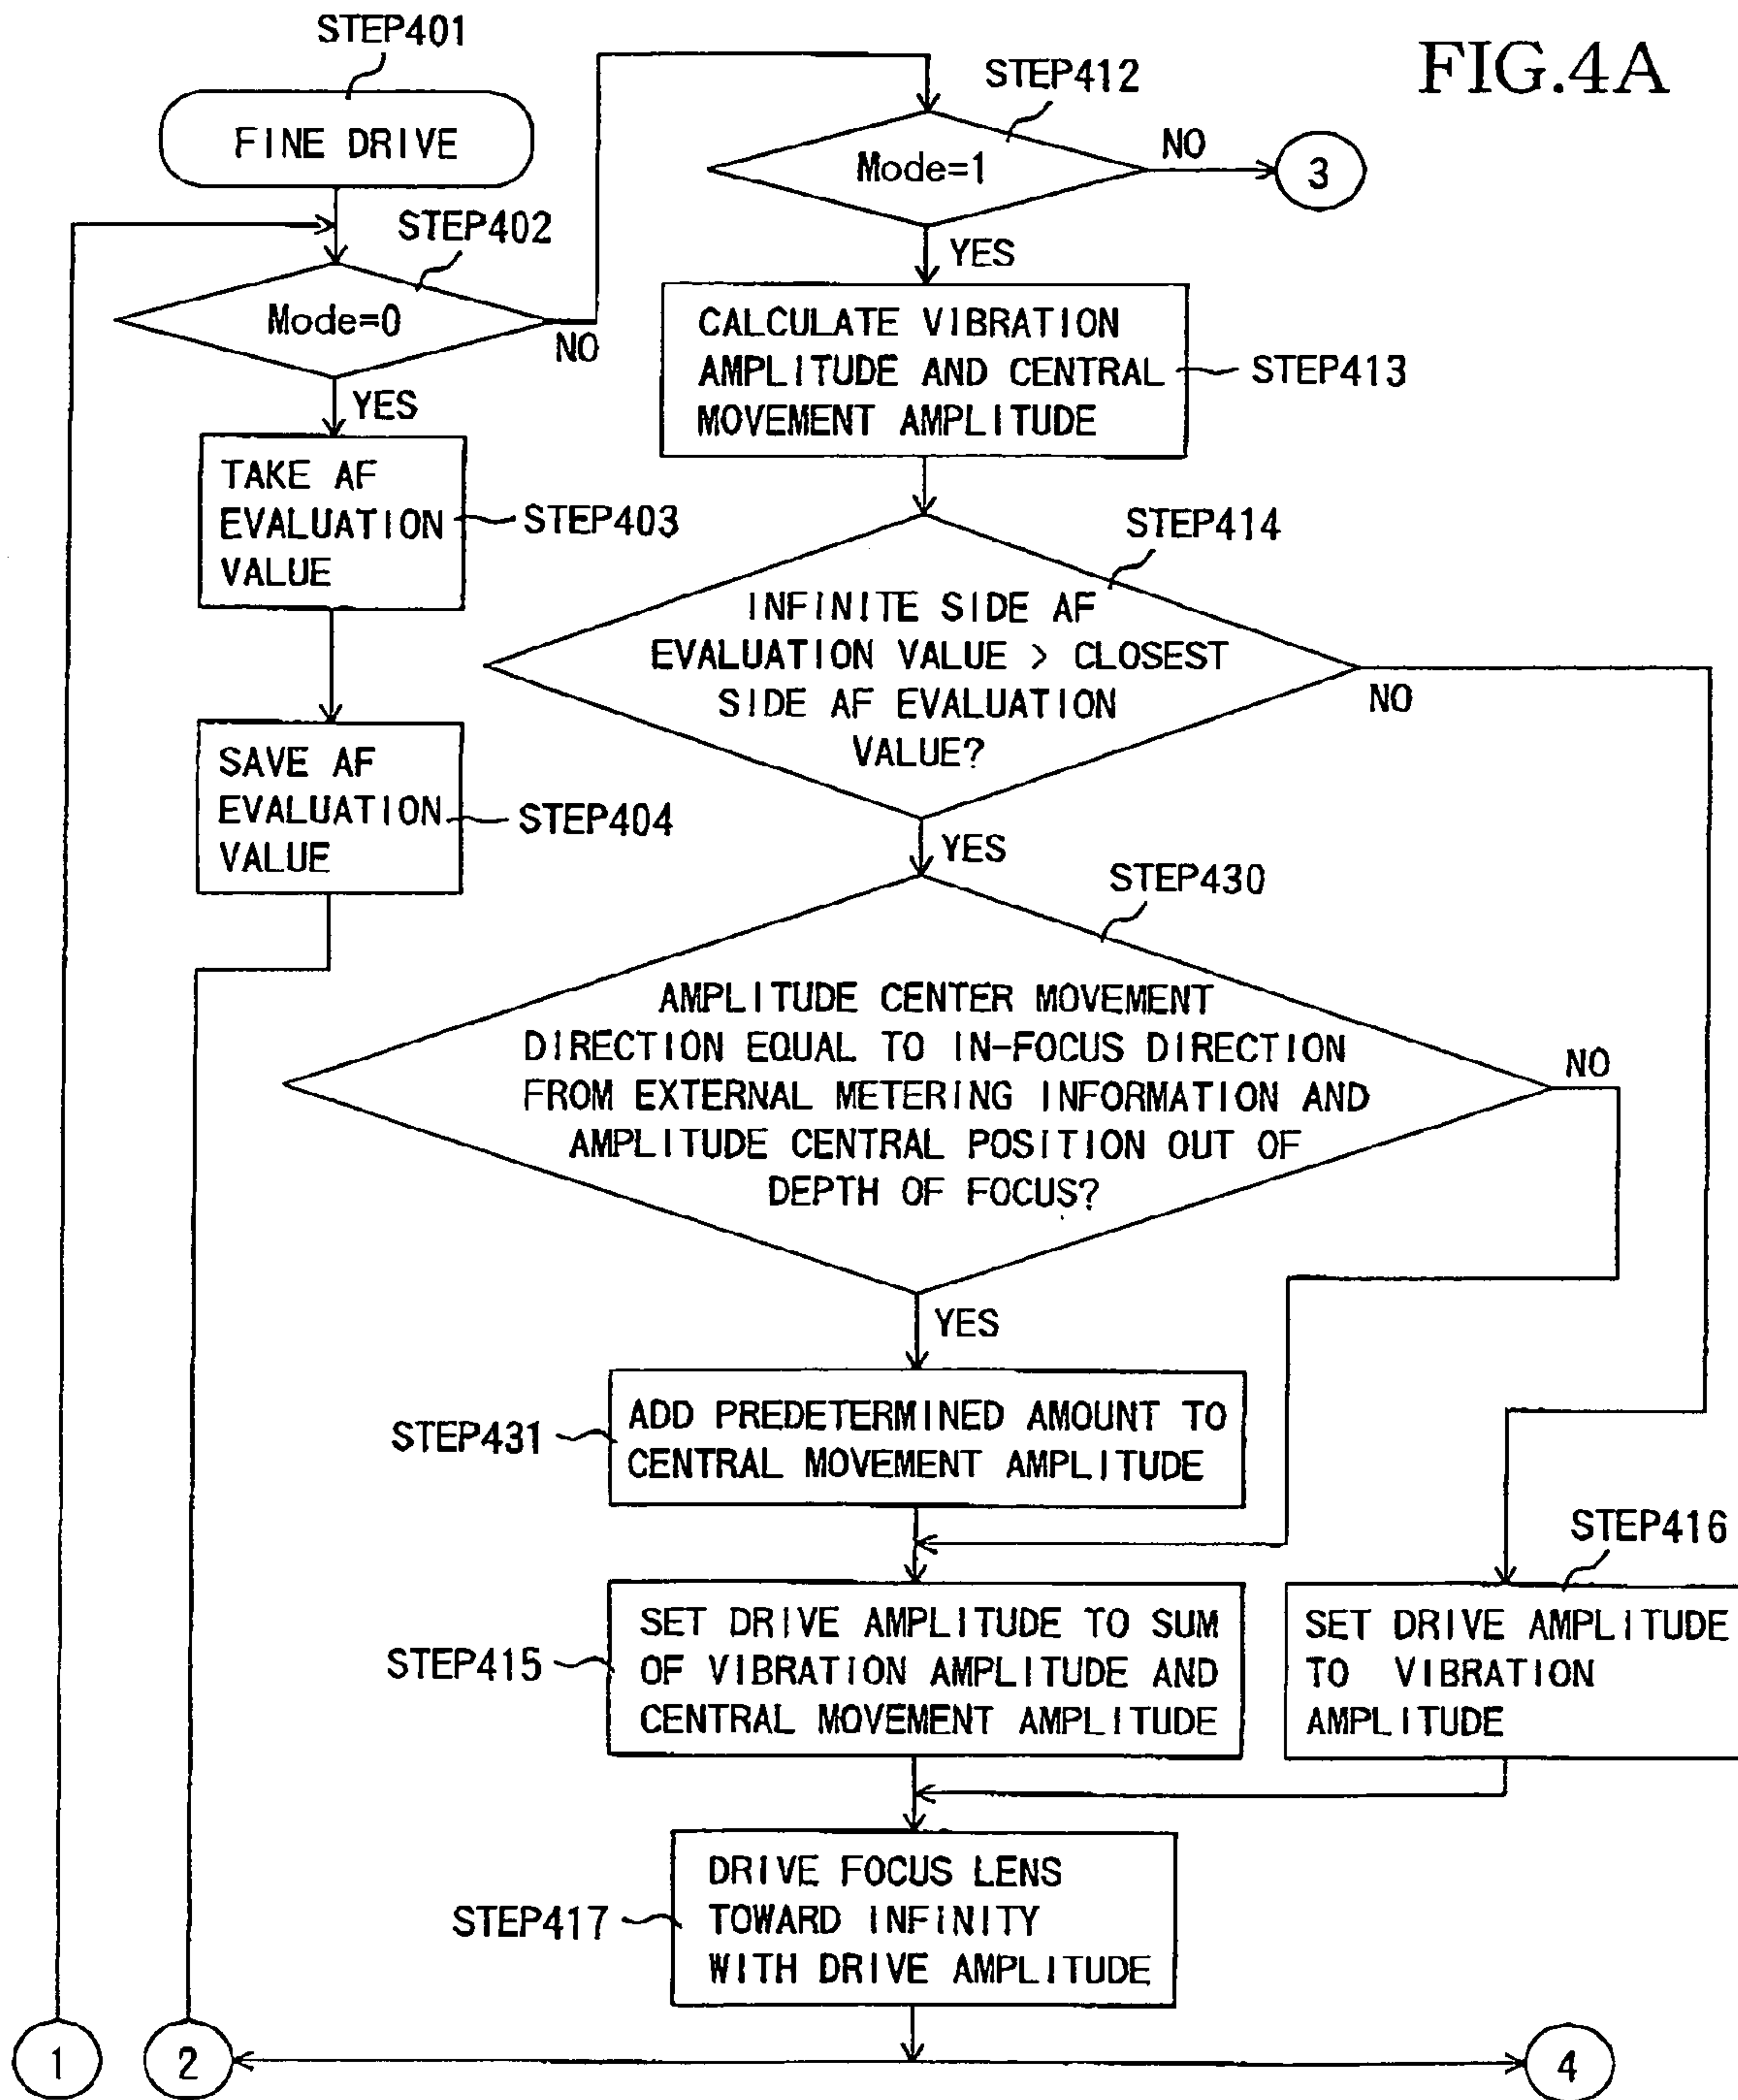 FIG.4A
STEP401
FINE DRIVE
STEP402
Mode=0
NO
YES
TAKE AF
EVALUATION
VALUE
STEP403
SAVE AF
EVALUATION
VALUE
STEP404
STEP412
Mode=1
NO
3
YES
CALCULATE VIBRATION
AMPLITUDE AND CENTRAL
MOVEMENT AMPLITUDE
STEP413
STEP414
INFINITE SIDE AF
EVALUATION VALUE > CLOSEST
SIDE AF EVALUATION
VALUE?
NO
YES
STEP430
AMPLITUDE CENTER MOVEMENT
DIRECTION EQUAL TO IN-FOCUS DIRECTION
FROM EXTERNAL METERING INFORMATION AND
AMPLITUDE CENTRAL POSITION OUT OF
DEPTH OF FOCUS?
NO
YES
STEP431
ADD PREDETERMINED AMOUNT TO
CENTRAL MOVEMENT AMPLITUDE
STEP415
SET DRIVE AMPLITUDE TO SUM
OF VIBRATION AMPLITUDE AND
CENTRAL MOVEMENT AMPLITUDE
STEP416
SET DRIVE AMPLITUDE
TO VIBRATION
AMPLITUDE
STEP417
DRIVE FOCUS LENS
TOWARD INFINITY
WITH DRIVE AMPLITUDE
1
2
4